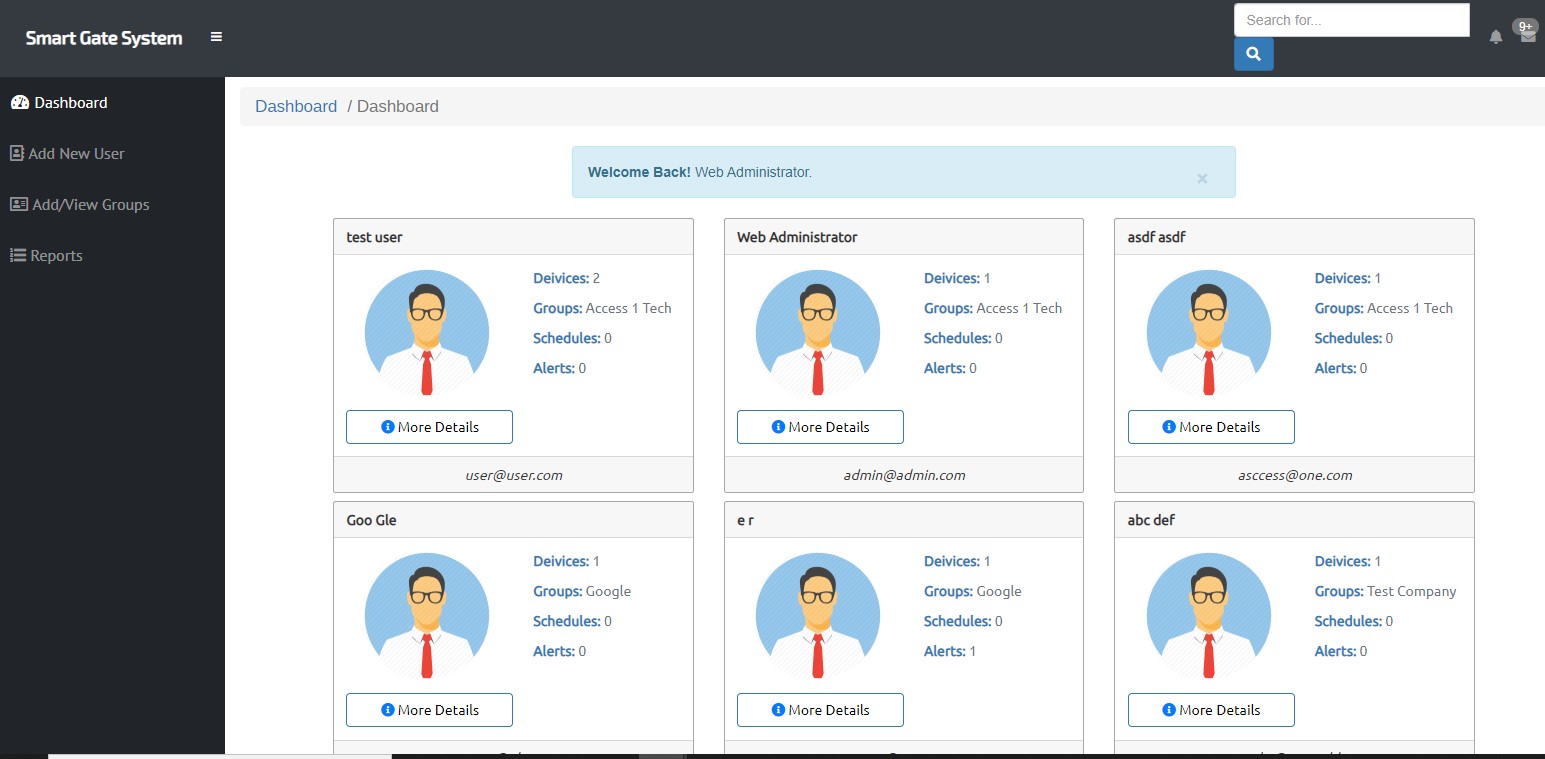 Smart Gate System
Search for...
9+
Dashboard
Add New User
Add/View Groups
Reports
Dashboard / Dashboard
Welcome Back! Web Administrator.
×
test user
Deivices: 2
Groups: Access 1 Tech
Schedules: 0
Alerts: 0
More Details
user@user.com
Web Administrator
Deivices: 1
Groups: Access 1 Tech
Schedules: 0
Alerts: 0
More Details
admin@admin.com
asdf asdf
Deivices: 1
Groups: Access 1 Tech
Schedules: 0
Alerts: 0
More Details
asccess@one.com
Goo Gle
Deivices: 1
Groups: Google
Schedules: 0
Alerts: 0
More Details
e r
Deivices: 1
Groups: Google
Schedules: 0
Alerts: 1
More Details
abc def
Deivices: 1
Groups: Test Company
Schedules: 0
Alerts: 0
More Details